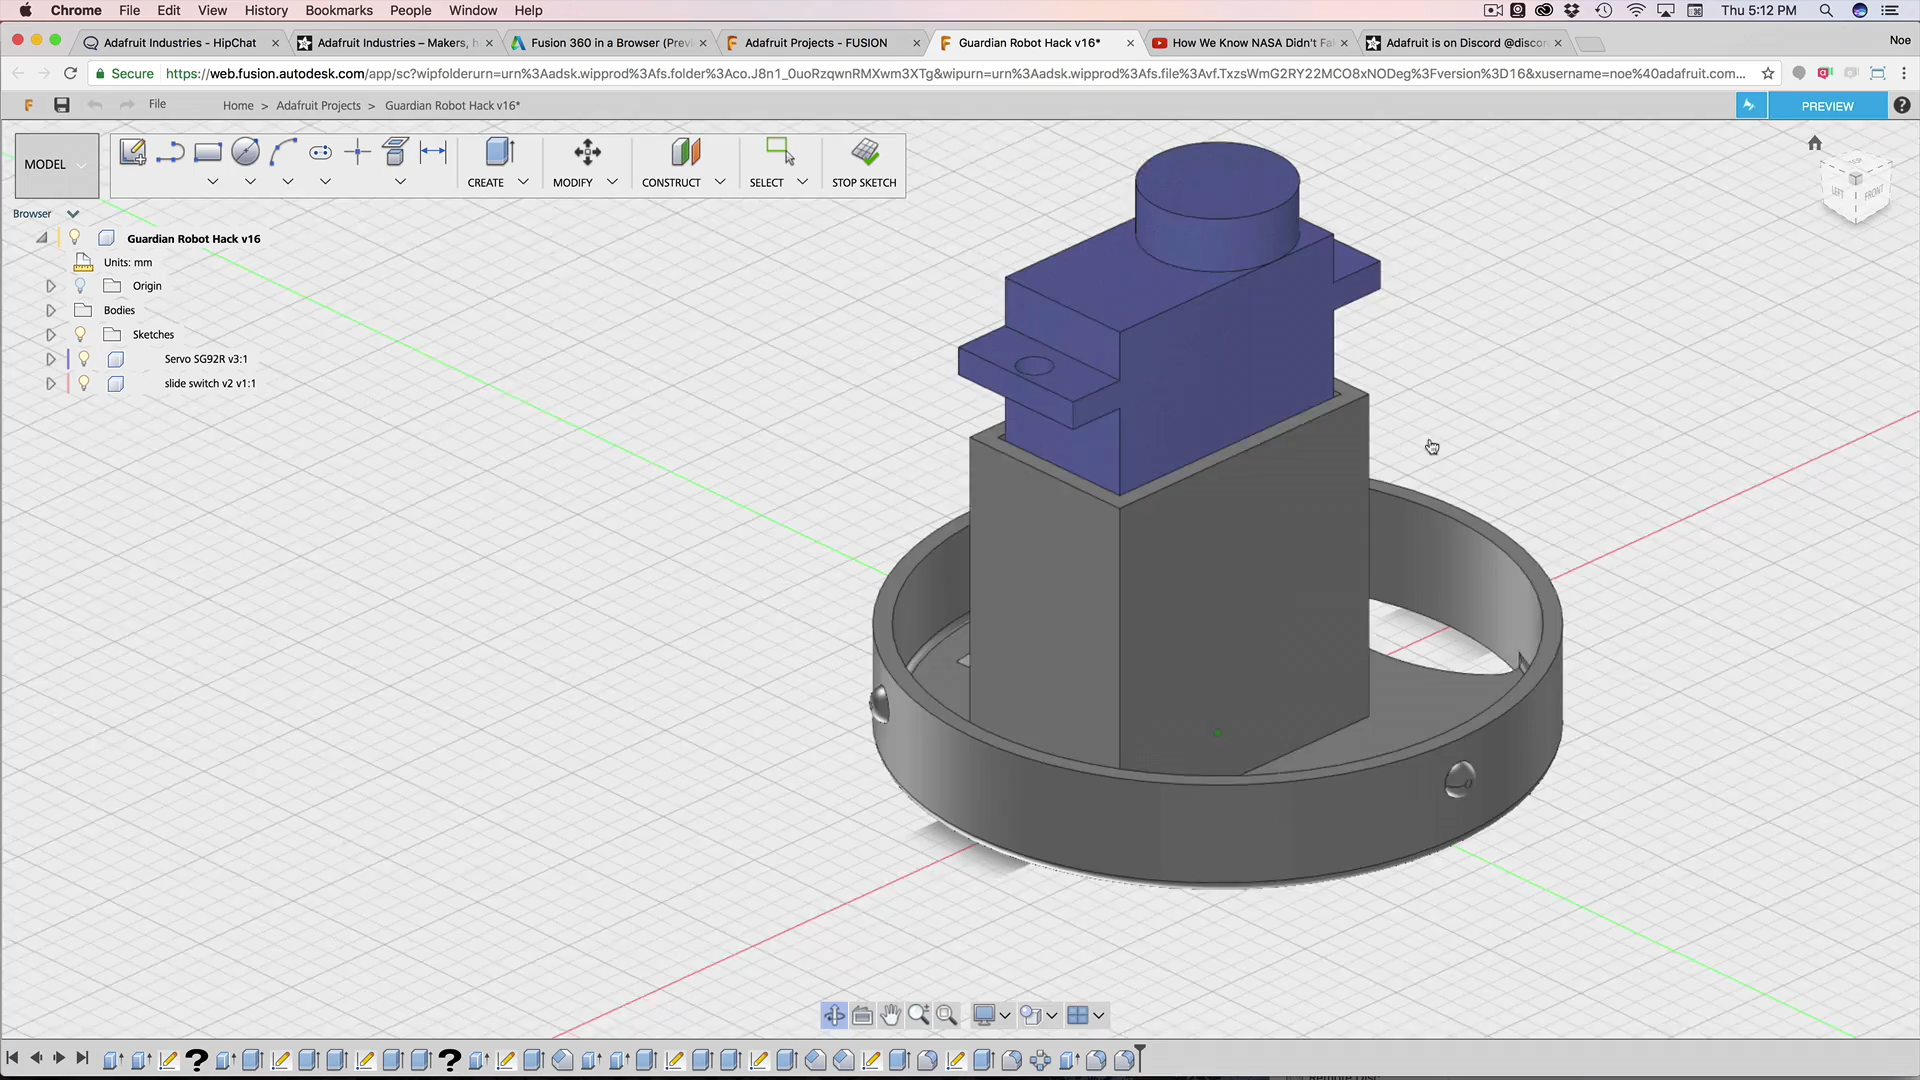 Chrome File Edit View History Bookmarks People Window Help Thu 5:12 PM
Adafruit Industries - HipChat
Adafruit Industries – Makers, h
Fusion 360 in a Browser (Previ
Adafruit Projects - FUSION
Guardian Robot Hack v16*
How We Know NASA Didn't Fa
Adafruit is on Discord @discor
Noe
Secure https://web.fusion.autodesk.com/app/sc?wipfolderurn=urn%3Aadsk.wipprod%3Afs.folder%3Aco.J8n1_0uoRzqwnRMXwm3XTg&wipurn=urn%3Aadsk.wipprod%3Afs.file%3Avf.TxzsWmG2RY22MCO8xNODeg%3Fversion%3D16&xusername=noe%40adafruit.com...
File Home > Adafruit Projects > Guardian Robot Hack v16* PREVIEW ?
MODEL CREATE MODIFY CONSTRUCT SELECT STOP SKETCH
LEFT FRONT
Browser
Guardian Robot Hack v16
Units: mm
Origin
Bodies
Sketches
Servo SG92R v3:1
slide switch v2 v1:1
? ?